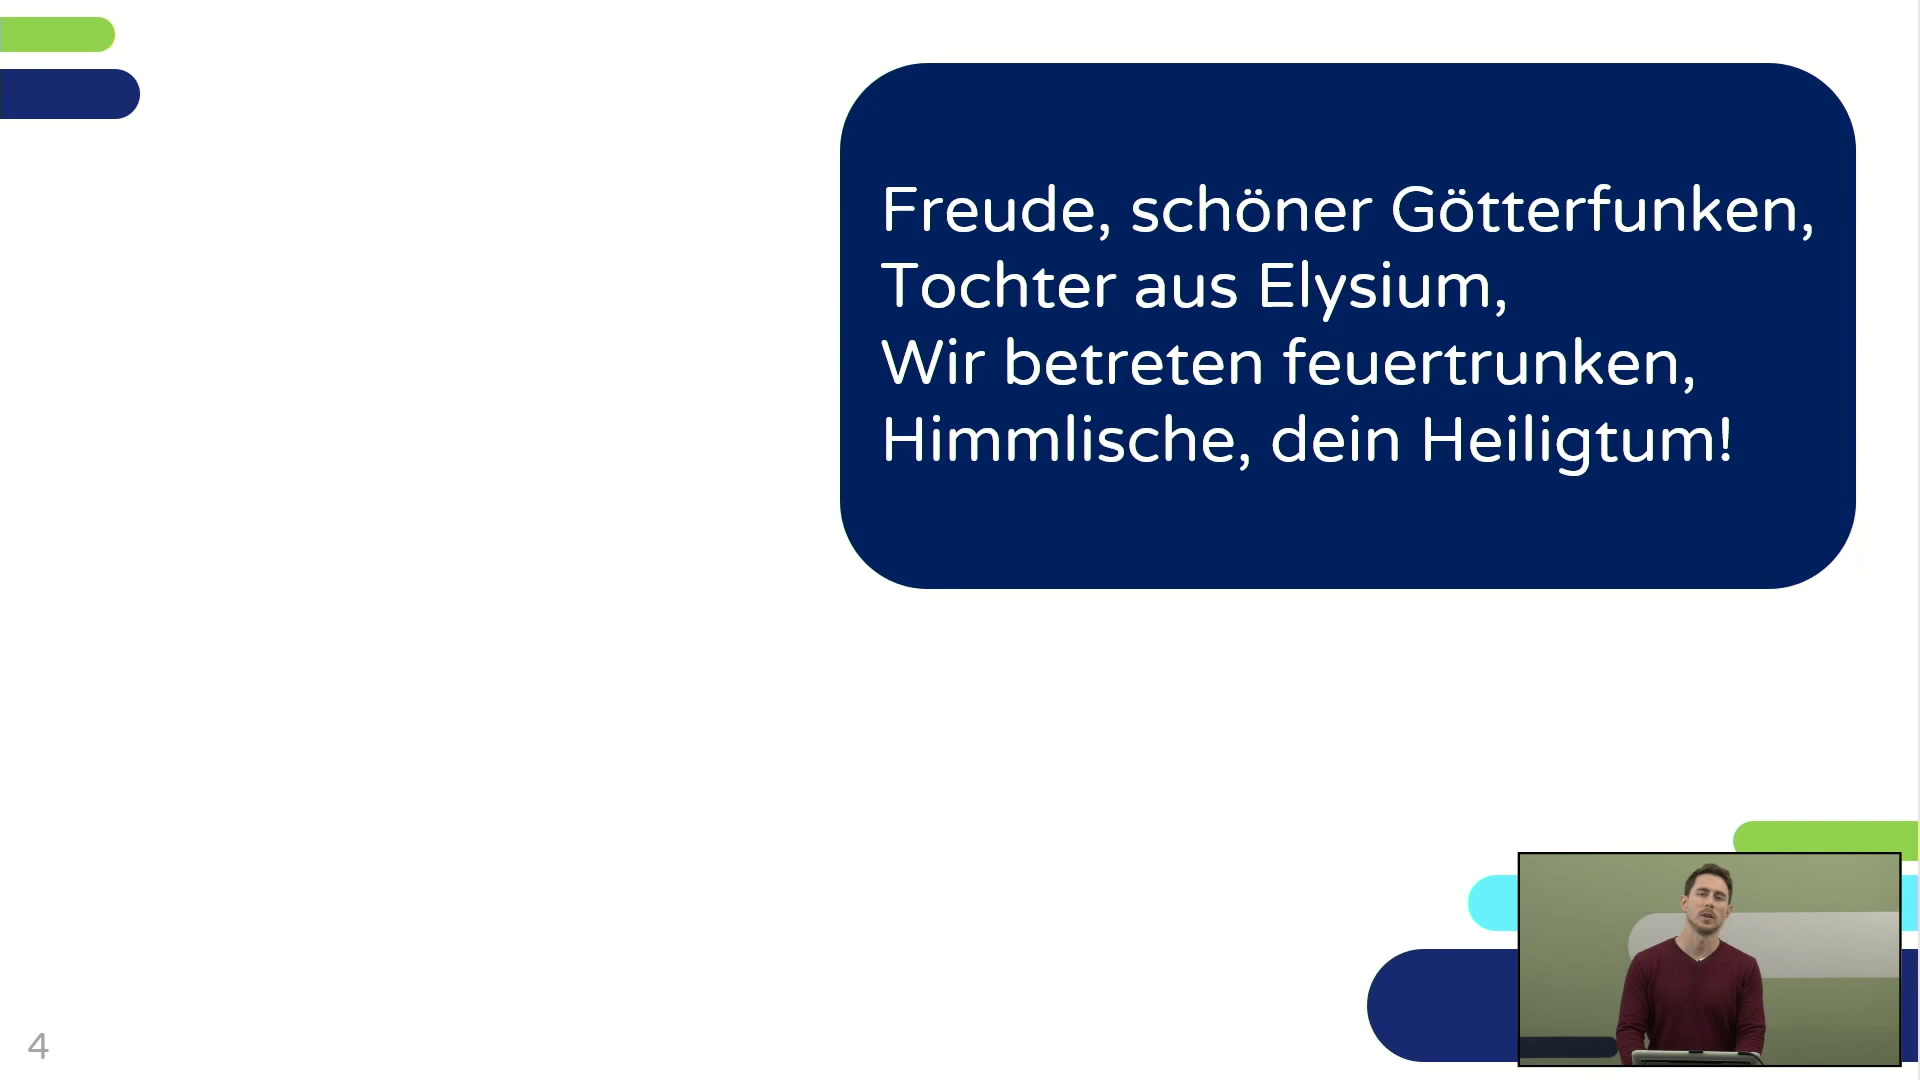 Freude, schöner Götterfunken,
Tochter aus Elysium,
Wir betreten feuertrunken,
Himmlische, dein Heiligtum!
4